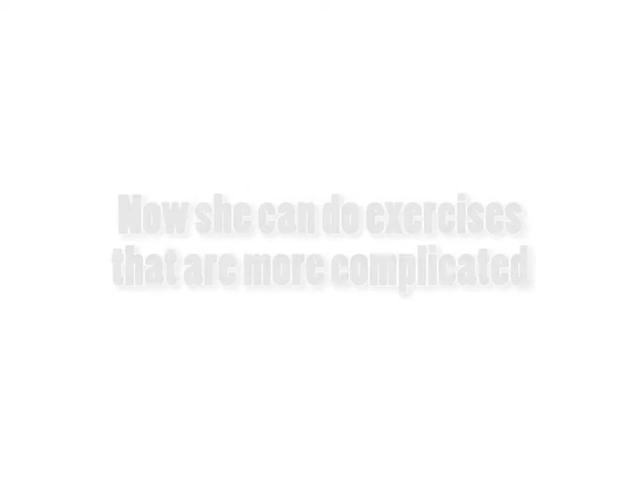 Now she can do exercises
that are more complicated